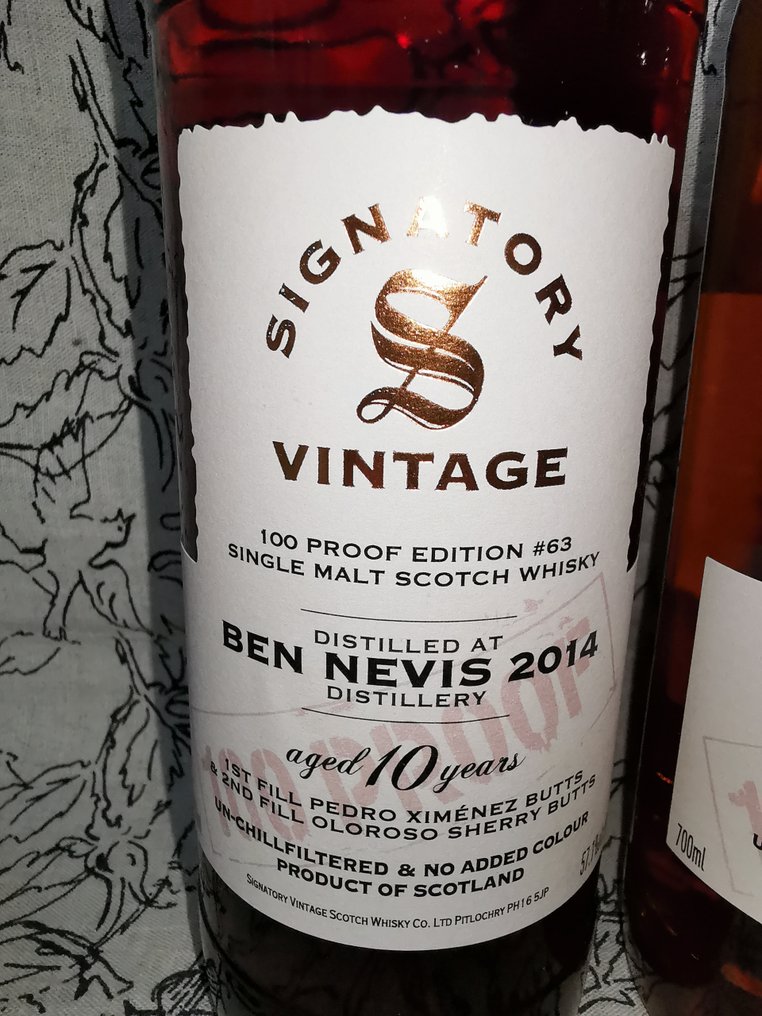 SIGNATORY
S
VINTAGE
100 PROOF EDITION #63
SINGLE MALT SCOTCH WHISKY
DISTILLED AT
BEN NEVIS 2014
DISTILLERY
100 PROOF
aged 10 years
1ST FILL PEDRO XIMÉNEZ BUTTS
& 2ND FILL OLOROSO SHERRY BUTTS
UN-CHILLFILTERED & NO ADDED COLOUR
PRODUCT OF SCOTLAND
57.1%
SIGNATORY VINTAGE SCOTCH WHISKY CO. LTD PITLOCHRY PH16 5JP
700ml